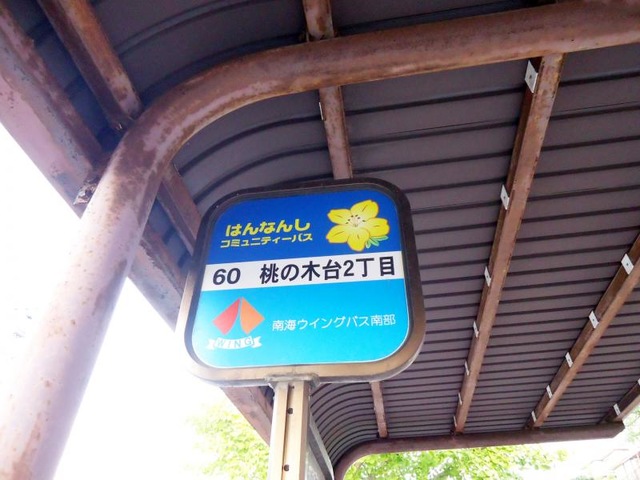 はんなんし
コミュニティーバス
60 桃の木台2丁目
南海ウイングバス南部
WING